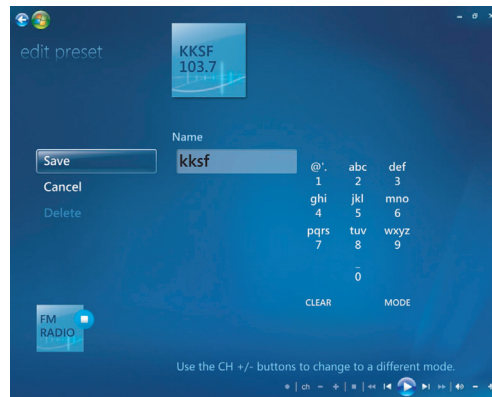 edit preset
KKSF
103.7
Name
kksf
Save
Cancel
Delete
@'. abc def
1 2 3
ghi jkl mno
4 5 6
pqrs tuv wxyz
7 8 9
_
0
CLEAR MODE
FM
RADIO
Use the CH +/- buttons to change to a different mode.
ch - +